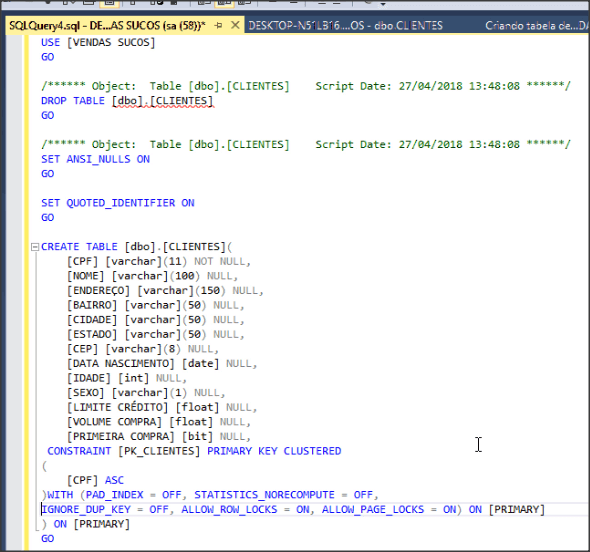 SQLQuery4.sql - DE...AS SUCOS (sa (58))*
DESKTOP-N51LB16....OS - dbo.CLIENTES
Criando tabela de...DA
USE [VENDAS SUCOS]
GO
/****** Object:  Table [dbo].[CLIENTES]    Script Date: 27/04/2018 13:48:08 ******/
DROP TABLE [dbo].[CLIENTES]
GO
/****** Object:  Table [dbo].[CLIENTES]    Script Date: 27/04/2018 13:48:08 ******/
SET ANSI_NULLS ON
GO
SET QUOTED_IDENTIFIER ON
GO
CREATE TABLE [dbo].[CLIENTES](
[CPF] [varchar](11) NOT NULL,
[NOME] [varchar](100) NULL,
[ENDEREÇO] [varchar](150) NULL,
[BAIRRO] [varchar](50) NULL,
[CIDADE] [varchar](50) NULL,
[ESTADO] [varchar](50) NULL,
[CEP] [varchar](8) NULL,
[DATA NASCIMENTO] [date] NULL,
[IDADE] [int] NULL,
[SEXO] [varchar](1) NULL,
[LIMITE CRÉDITO] [float] NULL,
[VOLUME COMPRA] [float] NULL,
[PRIMEIRA COMPRA] [bit] NULL,
CONSTRAINT [PK_CLIENTES] PRIMARY KEY CLUSTERED
(
[CPF] ASC
)WITH (PAD_INDEX = OFF, STATISTICS_NORECOMPUTE = OFF,
IGNORE_DUP_KEY = OFF, ALLOW_ROW_LOCKS = ON, ALLOW_PAGE_LOCKS = ON) ON [PRIMARY]
) ON [PRIMARY]
GO